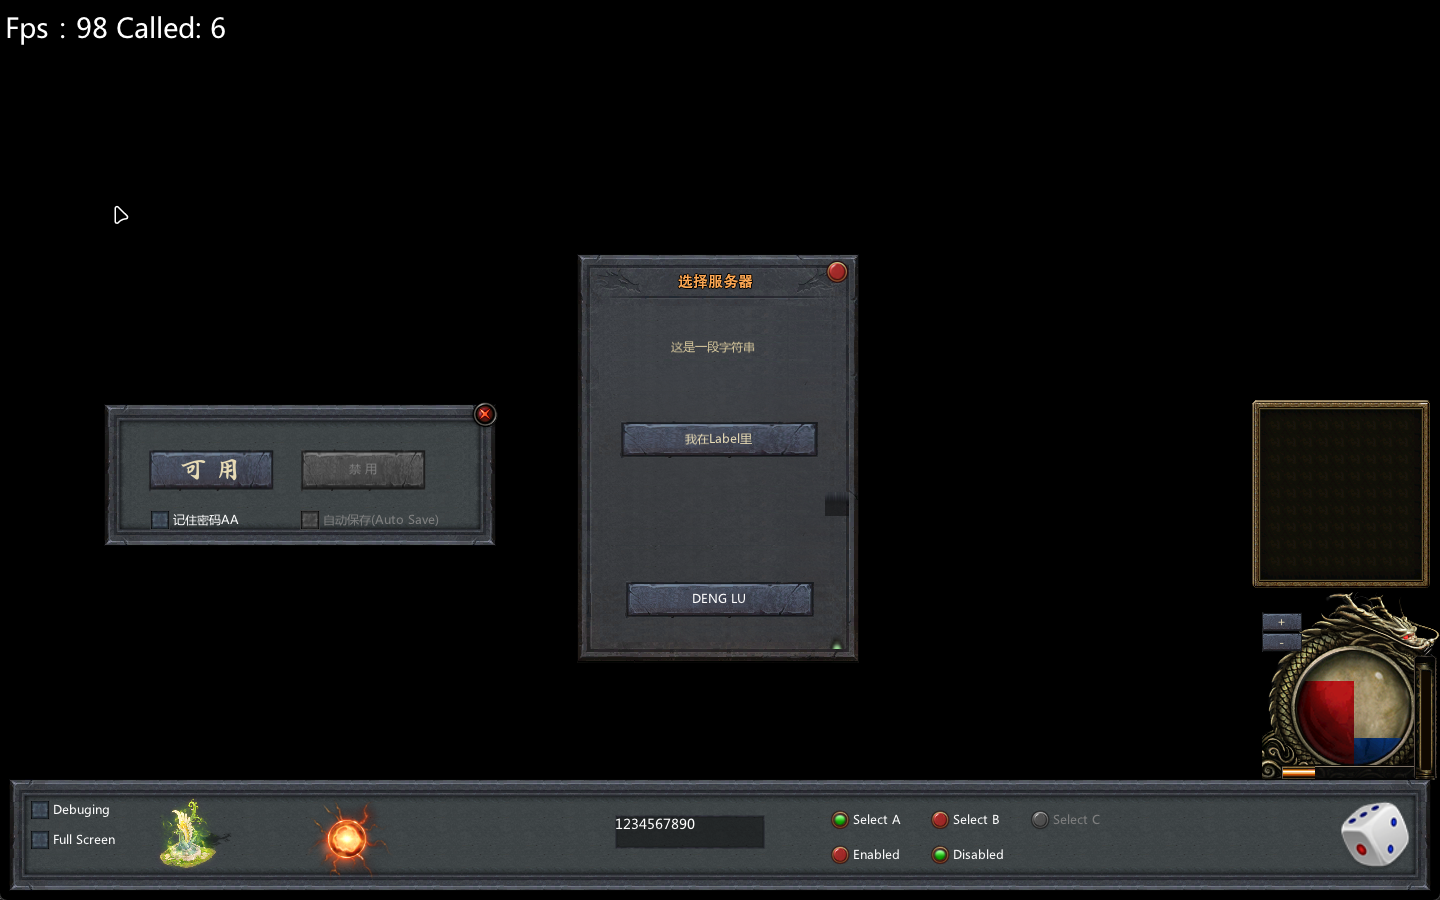 Fps : 98 Called: 6
选择服务器
这是一段字符串
我在Label里
可 用
禁 用
记住密码AA
自动保存(Auto Save)
DENG LU
+
-
Debuging
Full Screen
1234567890
Select A
Select B
Select C
Enabled
Disabled